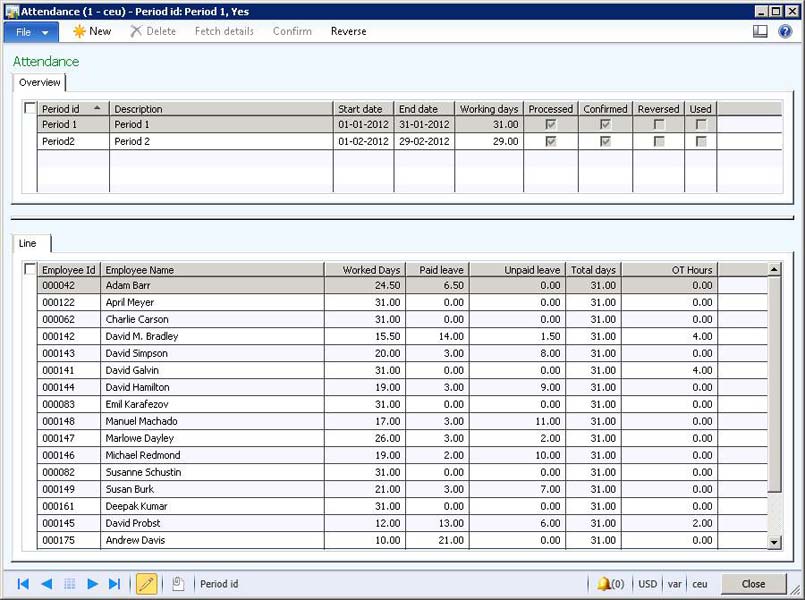 Attendance (1 - ceu) - Period id: Period 1, Yes
File New Delete Fetch details Confirm Reverse
Attendance
Overview
Period id Description Start date End date Working days Processed Confirmed Reversed Used
Period 1 Period 1 01-01-2012 31-01-2012 31.00
Period2 Period 2 01-02-2012 29-02-2012 29.00
Line
Employee Id Employee Name Worked Days Paid leave Unpaid leave Total days OT Hours
000042 Adam Barr 24.50 6.50 0.00 31.00 0.00
000122 April Meyer 31.00 0.00 0.00 31.00 0.00
000062 Charlie Carson 31.00 0.00 0.00 31.00 0.00
000142 David M. Bradley 15.50 14.00 1.50 31.00 4.00
000143 David Simpson 20.00 3.00 8.00 31.00 0.00
000141 David Galvin 31.00 0.00 0.00 31.00 4.00
000144 David Hamilton 19.00 3.00 9.00 31.00 0.00
000083 Emil Karafezov 31.00 0.00 0.00 31.00 0.00
000148 Manuel Machado 17.00 3.00 11.00 31.00 0.00
000147 Marlowe Dayley 26.00 3.00 2.00 31.00 0.00
000146 Michael Redmond 19.00 2.00 10.00 31.00 0.00
000082 Susanne Schustin 31.00 0.00 0.00 31.00 0.00
000149 Susan Burk 21.00 3.00 7.00 31.00 0.00
000161 Deepak Kumar 31.00 0.00 0.00 31.00 0.00
000145 David Probst 12.00 13.00 6.00 31.00 2.00
000175 Andrew Davis 10.00 21.00 0.00 31.00 0.00
Period id (0) USD var ceu Close